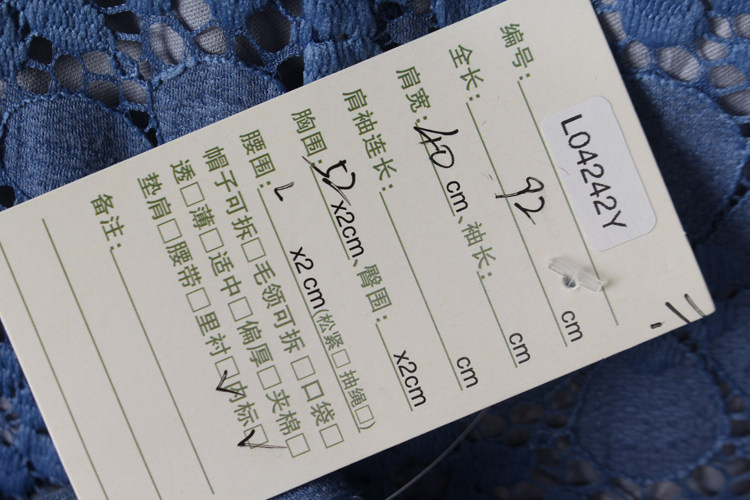 编号: L04242Y
全长: 92 cm
肩宽: 40 cm、袖长: cm
肩袖连长: cm
胸围: 52 x2cm、臀围: x2cm
腰围: x2 cm(松紧□ 抽绳□)
帽子可拆□ 毛领可拆□ 口袋□
透□ 薄□ 适中□ 偏厚□ 夹棉□
垫肩□ 腰带□ 里衬☑ 内标☑
备注: